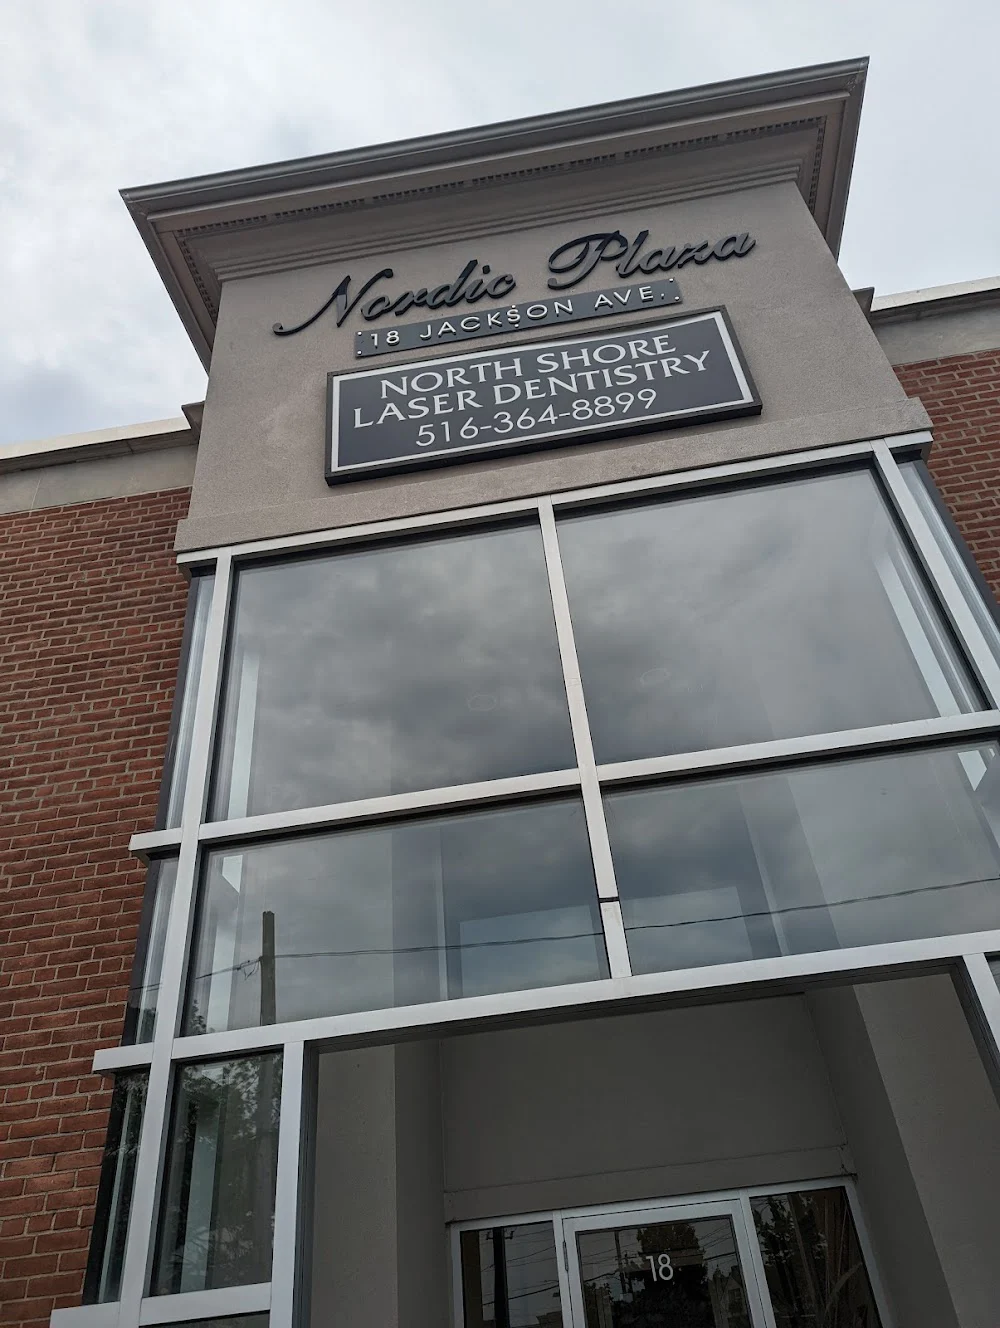 Nordic Plaza
18 JACKSON AVE.
NORTH SHORE
LASER DENTISTRY
516-364-8899
18